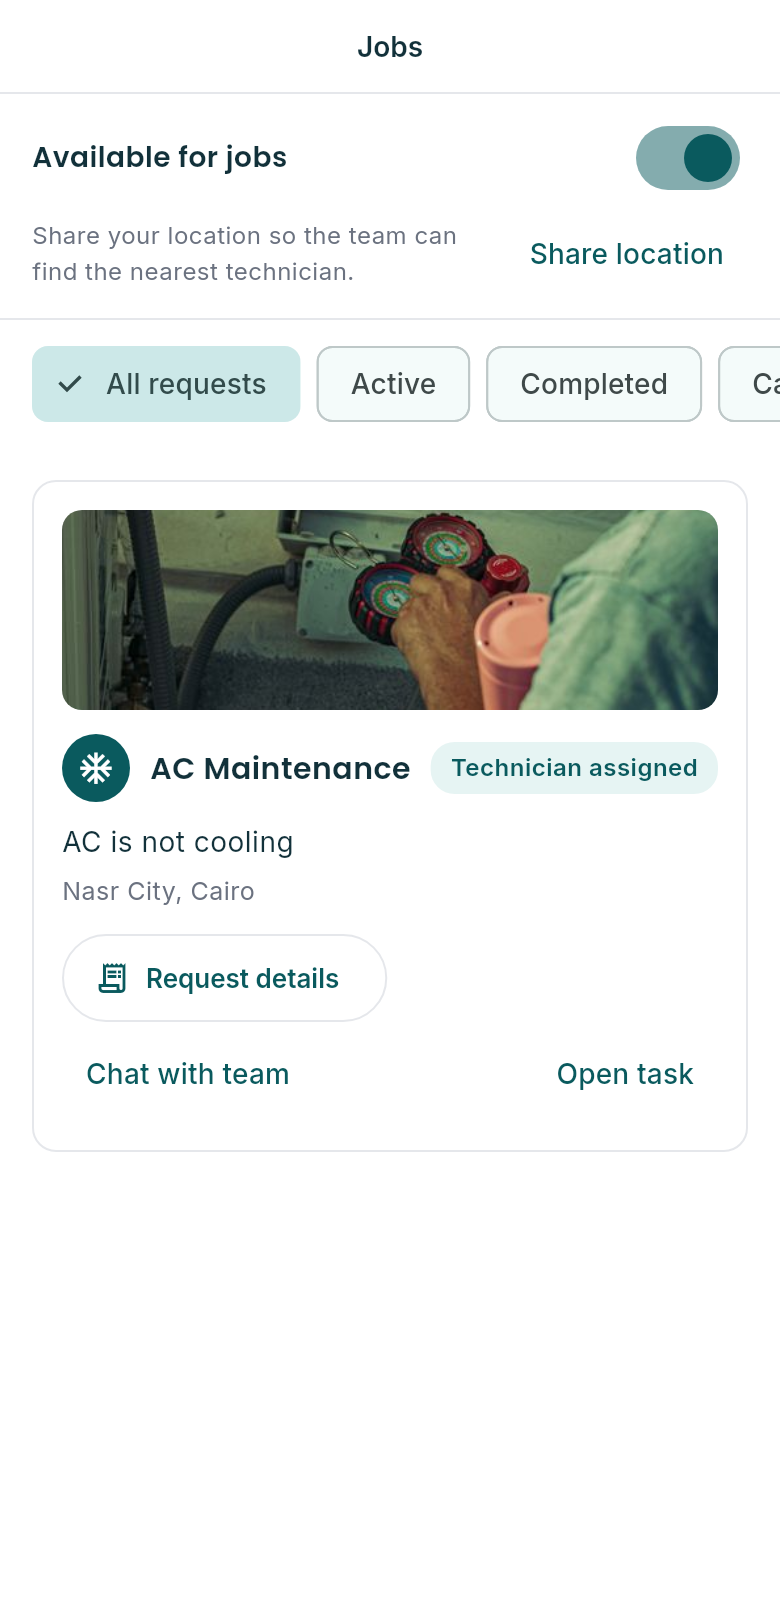 Jobs
Available for jobs
Share your location so the team can
find the nearest technician.
Share location
All requests
Active
Completed
Ca
AC Maintenance
Technician assigned
AC is not cooling
Nasr City, Cairo
Request details
Chat with team
Open task